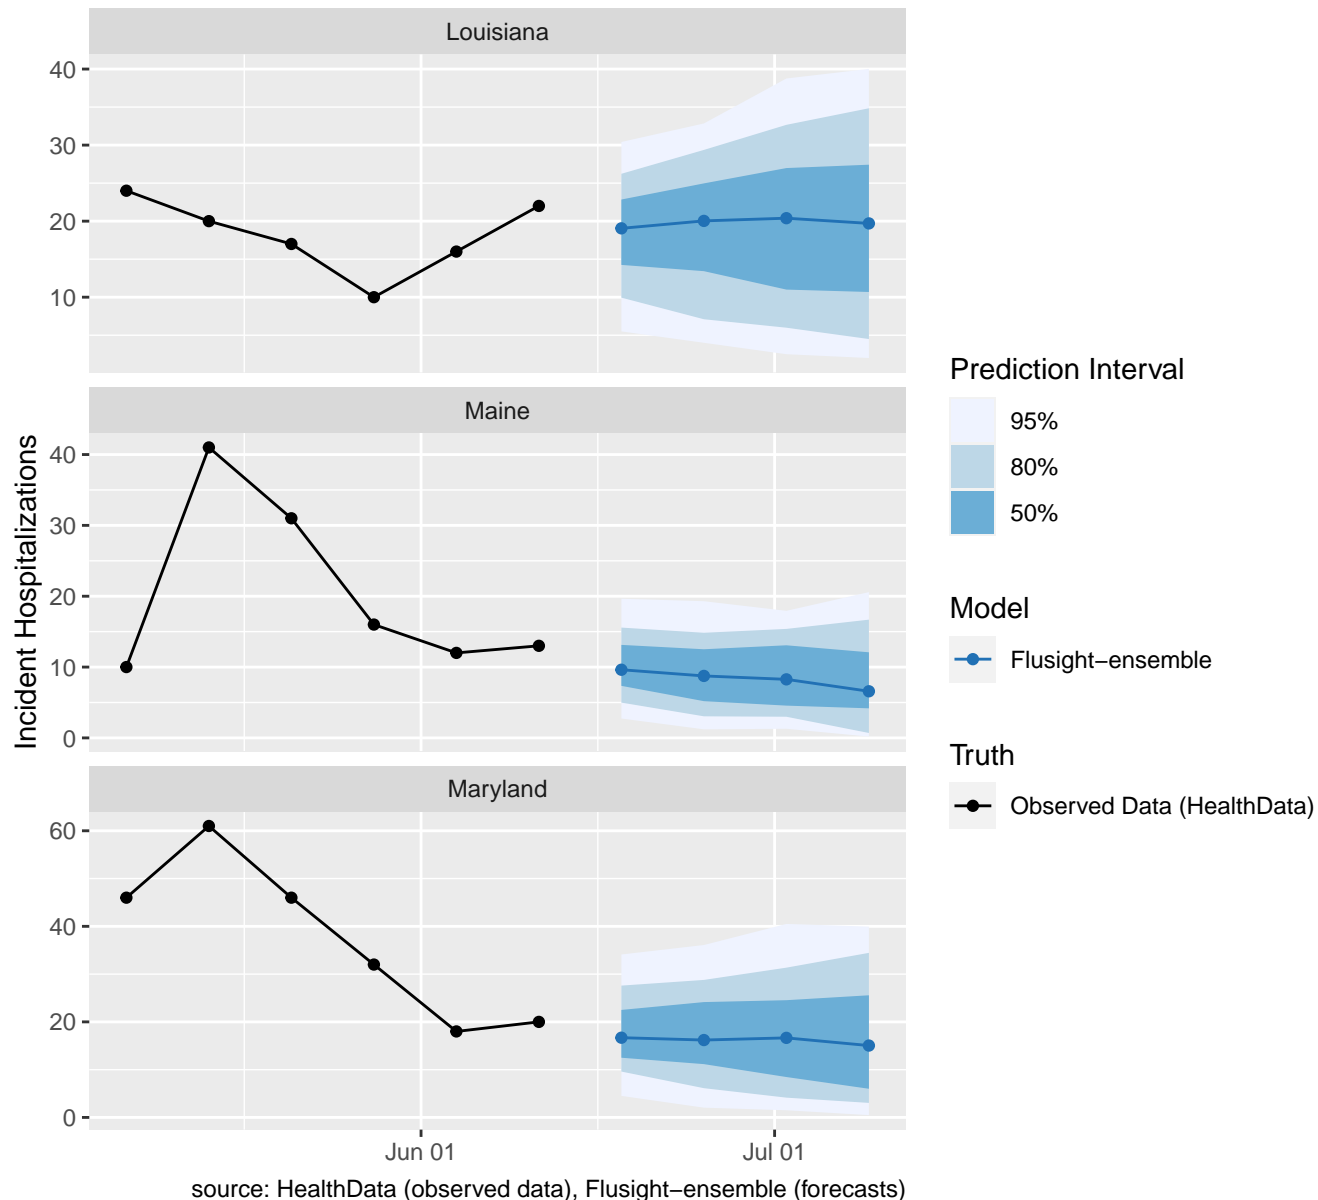 Louisiana
40
30
20
10
Maine
40
30
20
10
0
Maryland
60
40
20
0
Incident Hospitalizations
Jun 01
Jul 01
source: HealthData (observed data), Flusight−ensemble (forecasts)
Prediction Interval
95%
80%
50%
Model
Flusight−ensemble
Truth
Observed Data (HealthData)